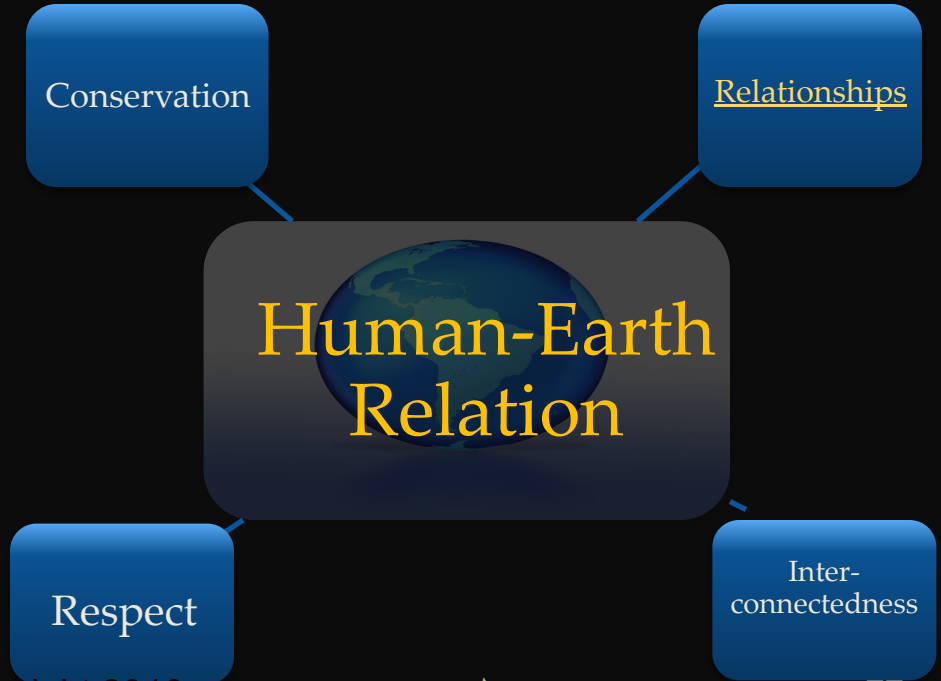 Conservation
Relationships
Human-Earth
Relation
Respect
Inter-
connectedness